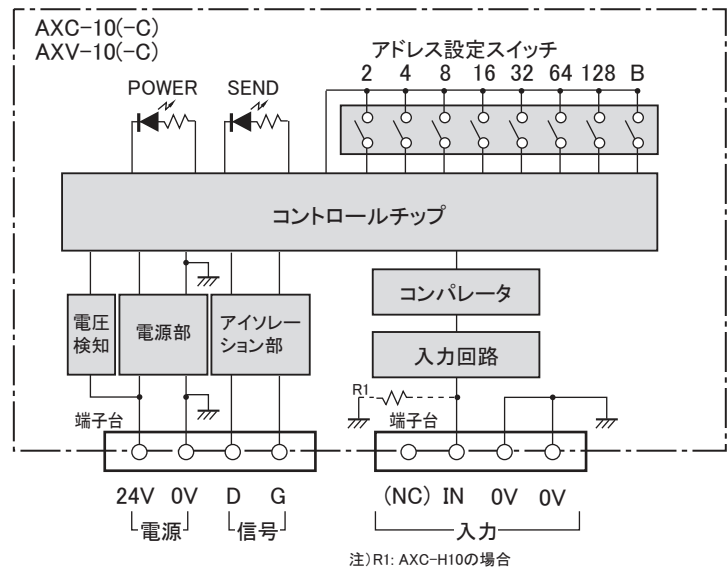 AXC-10(-C)
AXV-10(-C)
アドレス設定スイッチ
POWER SEND 2 4 8 16 32 64 128 B
コントロールチップ
電圧
検知
電源部
アイソレー
ション部
コンパレータ
入力回路
R1
端子台 端子台
24V 0V D G (NC) IN 0V 0V
電源 信号 入力
注)R1: AXC-H10の場合